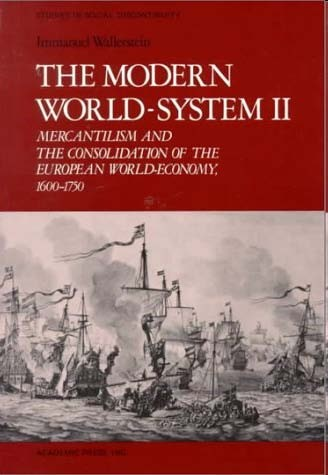 STUDIES IN SOCIAL DISCONTINUITY
Immanuel Wallerstein
THE MODERN
WORLD-SYSTEM II
MERCANTILISM AND
THE CONSOLIDATION OF THE
EUROPEAN WORLD-ECONOMY,
1600–1750
ACADEMIC PRESS, INC.